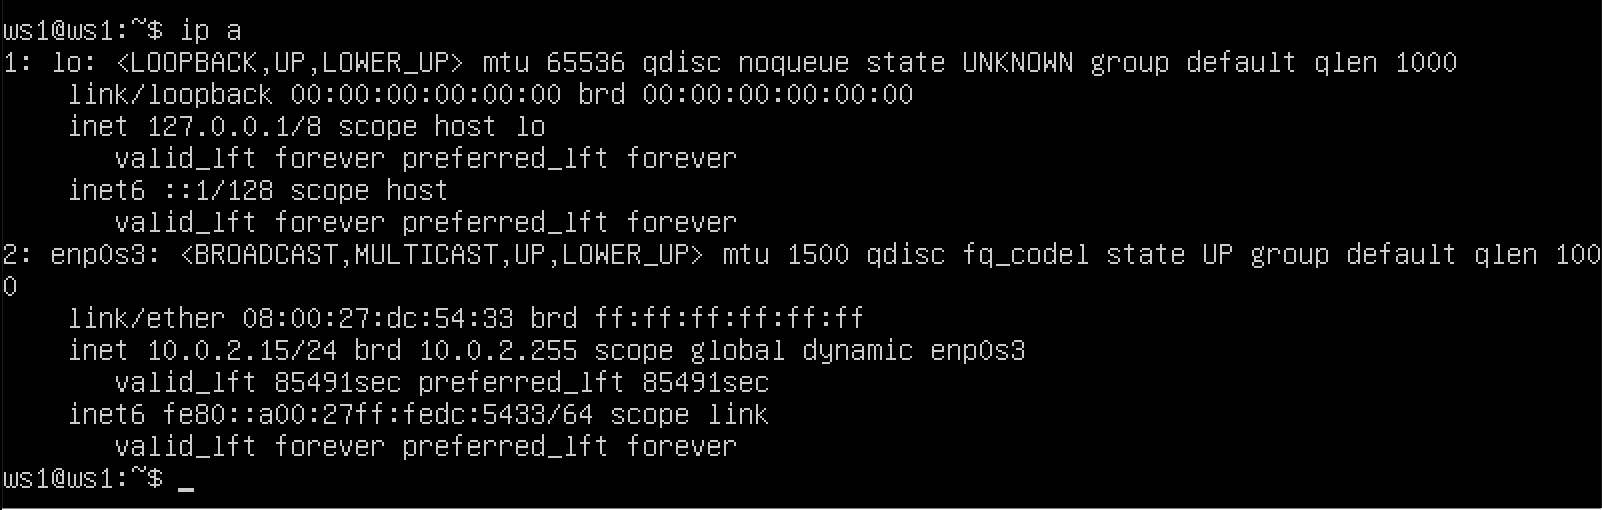 ws1@ws1:~$ ip a
1: lo: <LOOPBACK,UP,LOWER_UP> mtu 65536 qdisc noqueue state UNKNOWN group default qlen 1000
    link/loopback 00:00:00:00:00:00 brd 00:00:00:00:00:00
    inet 127.0.0.1/8 scope host lo
       valid_lft forever preferred_lft forever
    inet6 ::1/128 scope host
       valid_lft forever preferred_lft forever
2: enp0s3: <BROADCAST,MULTICAST,UP,LOWER_UP> mtu 1500 qdisc fq_codel state UP group default qlen 100
0
    link/ether 08:00:27:dc:54:33 brd ff:ff:ff:ff:ff:ff
    inet 10.0.2.15/24 brd 10.0.2.255 scope global dynamic enp0s3
       valid_lft 85491sec preferred_lft 85491sec
    inet6 fe80::a00:27ff:fedc:5433/64 scope link
       valid_lft forever preferred_lft forever
ws1@ws1:~$ _